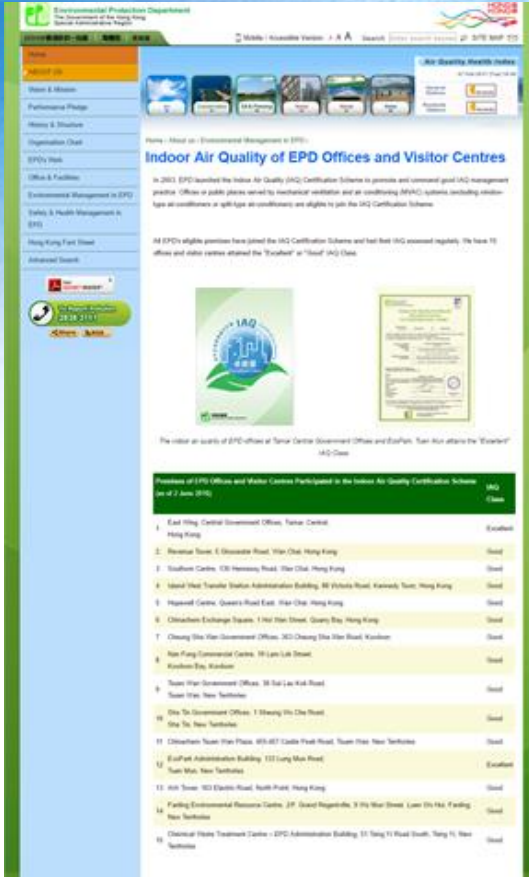 Environmental Protection Department
The Government of the Hong Kong
Special Administrative Region
Mobile / Accessible Version
A A
Search
SITE MAP
Home
ABOUT US
Vision & Mission
Performance Pledge
History & Structure
Organisation Chart
EPD's Work
Office & Facilities
Environmental Management in EPD
Safety & Health Management in
EPD
Hong Kong Fact Sheet
Advanced Search
Air Quality Health Index
Home > About us > Environmental Management in EPD >
Indoor Air Quality of EPD Offices and Visitor Centres
In 2003, EPD launched the Indoor Air Quality (IAQ) Certification Scheme to promote and command good IAQ management
practice. Offices or public places served by mechanical ventilation and air conditioning (MVAC) systems (excluding window-
type air-conditioners or split-type air-conditioners) are eligible to join the IAQ Certification Scheme.
All EPD's eligible premises have joined the IAQ Certification Scheme and had their IAQ assessed regularly. We have 15
offices and visitor centres attained the "Excellent" or "Good" IAQ Class.
IAQ
The indoor air quality of EPD offices at Tamar Central Government Offices and EcoPark, Tuen Mun attains the "Excellent"
IAQ Class
Premises of EPD Offices and Visitor Centres Participated in the Indoor Air Quality Certification Scheme
(as of 2 June 2016)
IAQ
Class
1 East Wing, Central Government Offices, Tamar, Central,
Hong Kong
Excellent
2 Revenue Tower, 5 Gloucester Road, Wan Chai, Hong Kong Good
3 Southorn Centre, 130 Hennessy Road, Wan Chai, Hong Kong Good
4 Island West Transfer Station Administration Building, 88 Victoria Road, Kennedy Town, Hong Kong Good
5 Hopewell Centre, Queen's Road East, Wan Chai, Hong Kong Good
6 Chinachem Exchange Square, 1 Hoi Wan Street, Quarry Bay, Hong Kong Good
7 Cheung Sha Wan Government Offices, 303 Cheung Sha Wan Road, Kowloon Good
8 Nan Fung Commercial Centre, 19 Lam Lok Street,
Kowloon Bay, Kowloon
Good
9 Tsuen Wan Government Offices, 38 Sai Lau Kok Road,
Tsuen Wan, New Territories
Good
10 Sha Tin Government Offices, 1 Sheung Wo Che Road,
Sha Tin, New Territories
Good
11 Chinachem Tsuen Wan Plaza, 455-457 Castle Peak Road, Tsuen Wan, New Territories Good
12 EcoPark Administration Building, 133 Lung Mun Road,
Tuen Mun, New Territories
Excellent
13 Tower, 183 Electric Road, North Point, Hong Kong Good
14 Fanling Environmental Resource Centre, J/F, Grand Regentville, 9 Wo Mun Street, Luen Wo Hui, Fanling,
New Territories
Good
15 Chemical Waste Treatment Centre – EPD Administration Building, 51 Tsing Yi Road South, Tsing Yi, New
Territories
Good